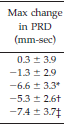 Max change
in PRD
(mm-sec)
0.3 ± 3.9
−1.3 ± 2.9
−6.6 ± 3.3*
−5.3 ± 2.6†
−7.4 ± 3.7‡